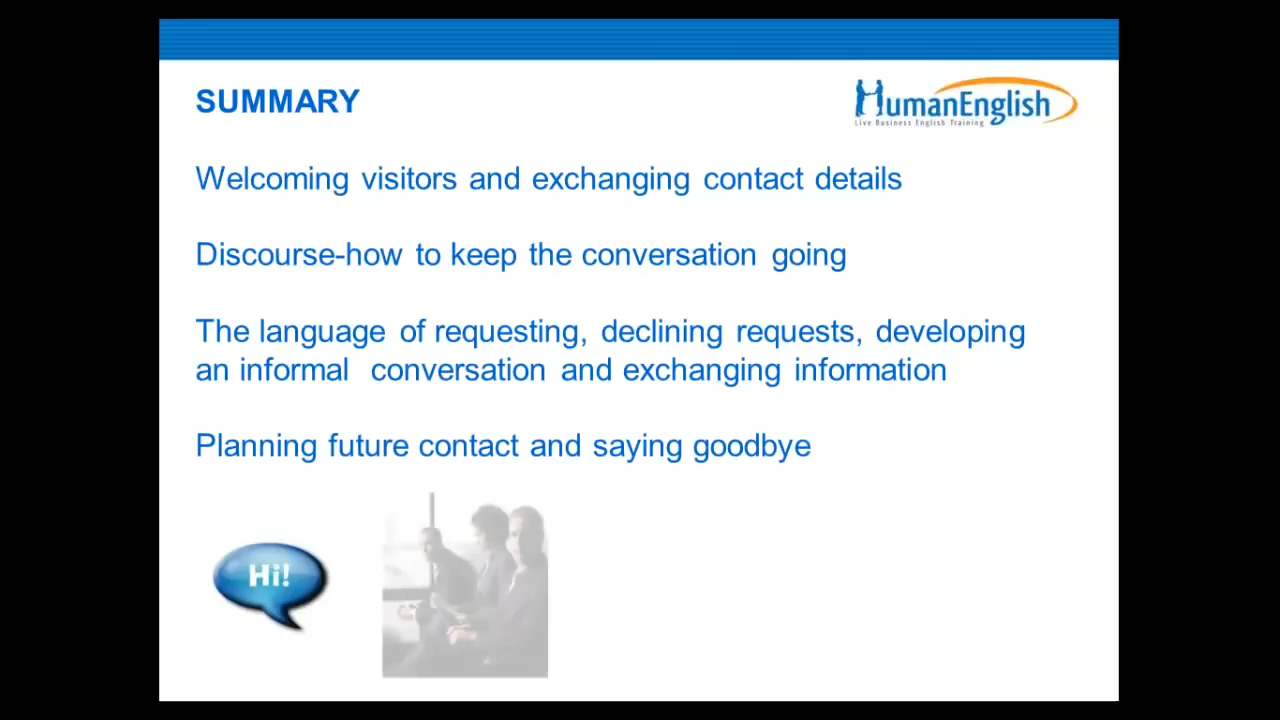 SUMMARY
HumanEnglish
Live Business English Training
Welcoming visitors and exchanging contact details
Discourse-how to keep the conversation going
The language of requesting, declining requests, developing
an informal conversation and exchanging information
Planning future contact and saying goodbye
Hi!